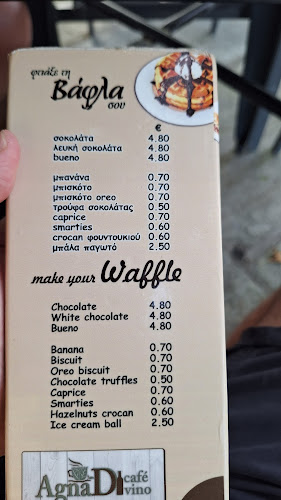 φτιάξε τη
Βάφλα
σου
€
σοκολάτα 4.80
λευκή σοκολάτα 4.80
bueno 4.80
μπανάνα 0.70
μπισκότο 0.70
μπισκότο oreo 0.70
τρούφα σοκολάτας 0.50
caprice 0.70
smarties 0.60
crocan φουντουκιού 0.60
μπάλα παγωτό 2.50
make your Waffle
Chocolate 4.80
White chocolate 4.80
Bueno 4.80
Banana 0.70
Biscuit 0.70
Oreo biscuit 0.70
Chocolate truffles 0.50
Caprice 0.70
Smarties 0.60
Hazelnuts crocan 0.60
Ice cream ball 2.50
AgnaDI café
vino